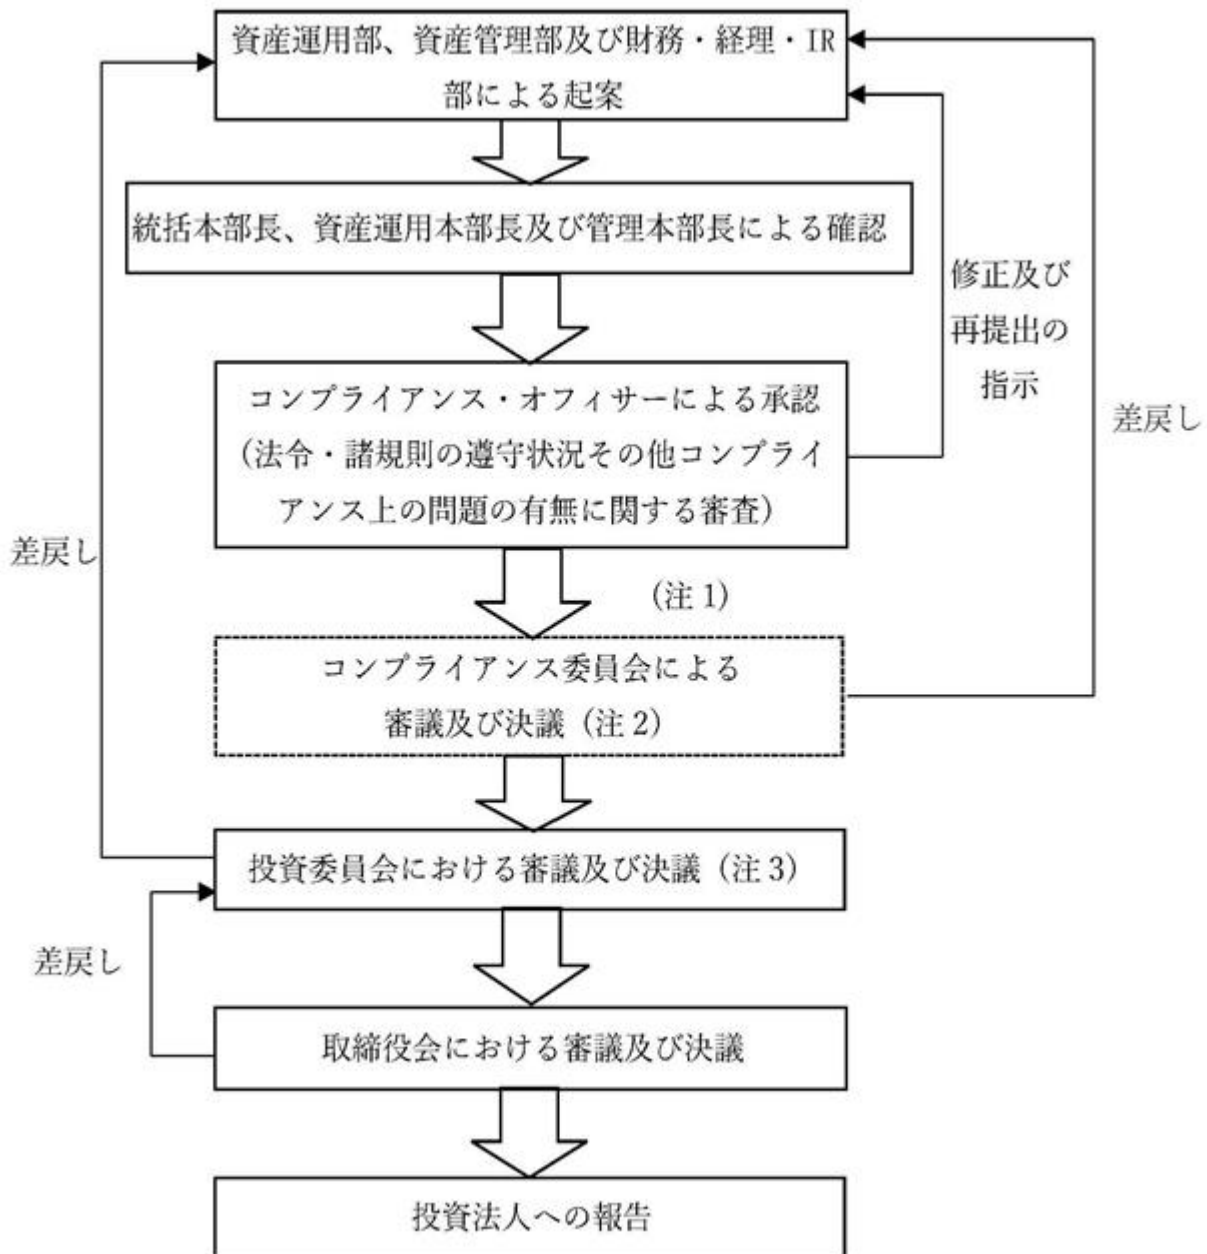 資産運用部、資産管理部及び財務・経理・IR
部による起案
統括本部長、資産運用本部長及び管理本部長による確認
修正及び
再提出の
指示
コンプライアンス・オフィサーによる承認
（法令・諸規則の遵守状況その他コンプライ
アンス上の問題の有無に関する審査）
差戻し
差戻し
（注 1）
コンプライアンス委員会による
審議及び決議（注 2）
投資委員会における審議及び決議（注 3）
差戻し
取締役会における審議及び決議
投資法人への報告